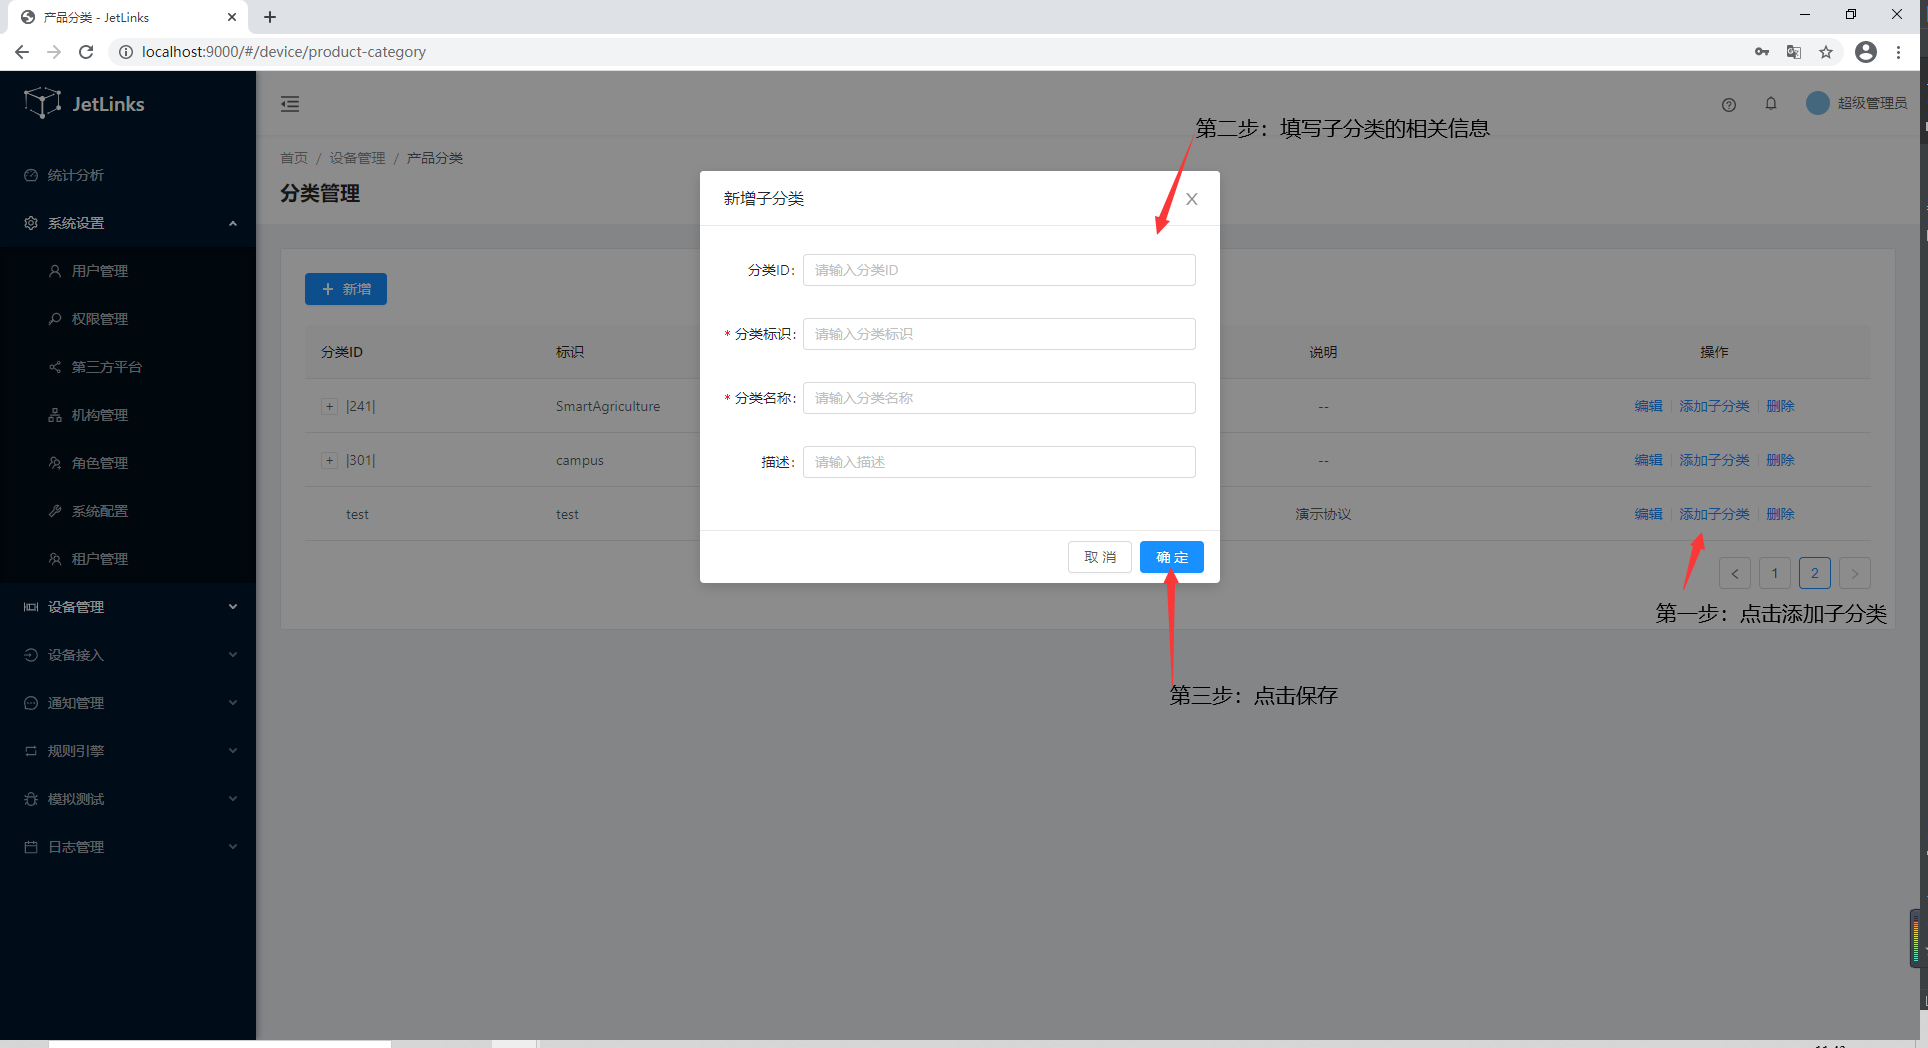 产品分类 - JetLinks
localhost:9000/#/device/product-category
JetLinks
超级管理员
第二步：填写子分类的相关信息
首页 / 设备管理 / 产品分类
分类管理
统计分析
系统设置
用户管理
权限管理
第三方平台
机构管理
角色管理
系统配置
租户管理
设备管理
设备接入
通知管理
规则引擎
模拟测试
日志管理
新增
分类ID 标识 说明 操作
|241| SmartAgriculture -- 编辑 添加子分类 删除
|301| campus -- 编辑 添加子分类 删除
test test 演示协议 编辑 添加子分类 删除
< 1 2 >
第一步：点击添加子分类
新增子分类
分类ID: 请输入分类ID
* 分类标识: 请输入分类标识
* 分类名称: 请输入分类名称
描述: 请输入描述
取 消 确 定
第三步：点击保存